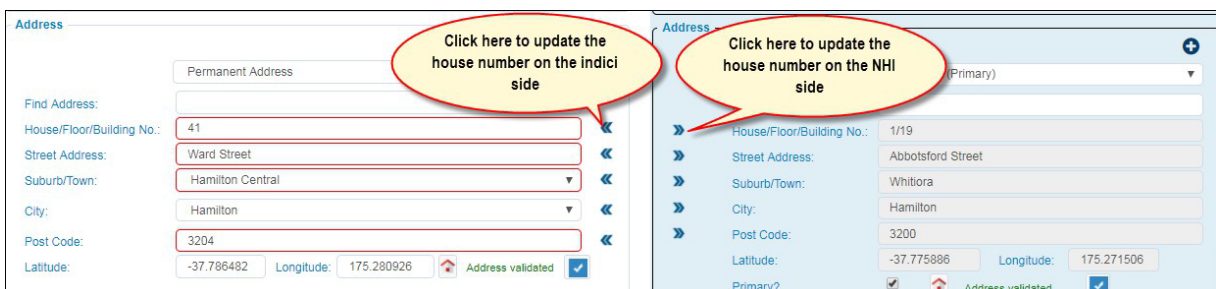 Address
Click here to update the
house number on the indici
side
Permanent Address
Find Address:
House/Floor/Building No.: 41
Street Address: Ward Street
Suburb/Town: Hamilton Central
City: Hamilton
Post Code: 3204
Latitude: -37.786482 Longitude: 175.280926 Address validated
Address
Click here to update the
house number on the NHI
side
(Primary)
House/Floor/Building No.: 1/19
Street Address: Abbotsford Street
Suburb/Town: Whitiora
City: Hamilton
Post Code: 3200
Latitude: -37.775886 Longitude: 175.271506
Primary? Address validated